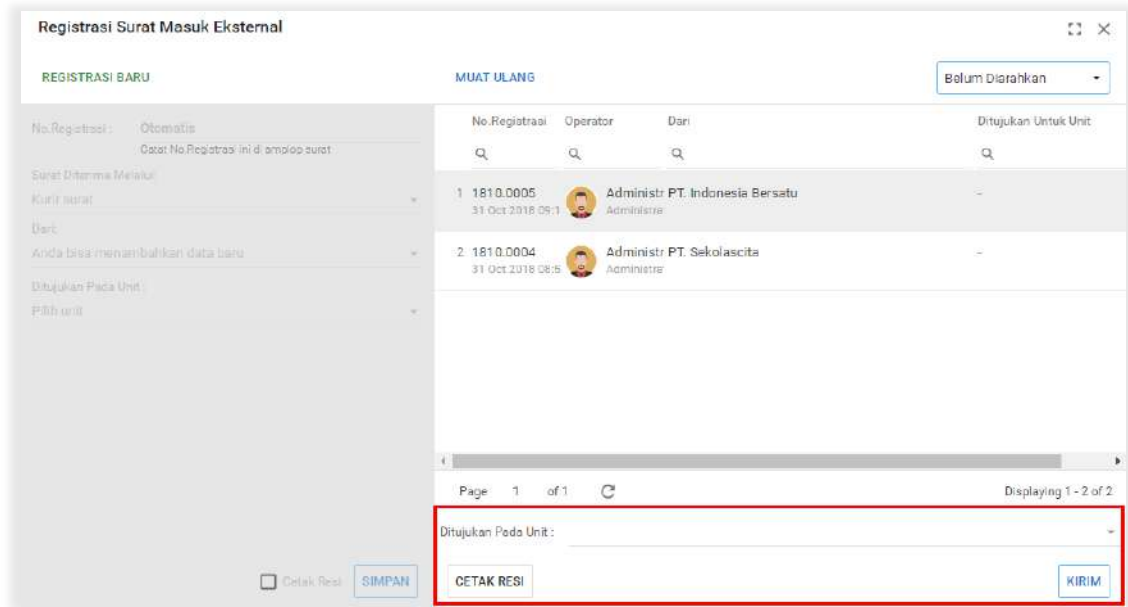 Registrasi Surat Masuk Eksternal
REGISTRASI BARU
MUAT ULANG
Belum Diarahkan
No.Registrasi :
Otomatis
Catat No.Registrasi ini di amplop surat
Surat Diterima Melalui
Kurir surat
Dari:
Anda bisa menambahkan data baru
Ditujukan Pada Unit :
Pilih unit
Cetak Resi
SIMPAN
No.Registrasi Operator Dari Ditujukan Untuk Unit
1 1810.0005 Administr PT. Indonesia Bersatu -
31 Oct 2018 09:1 Administra
2 1810.0004 Administr PT. Sekolascita -
31 Oct 2018 08:5 Administra
Page 1 of 1 Displaying 1 - 2 of 2
Ditujukan Pada Unit :
CETAK RESI
KIRIM